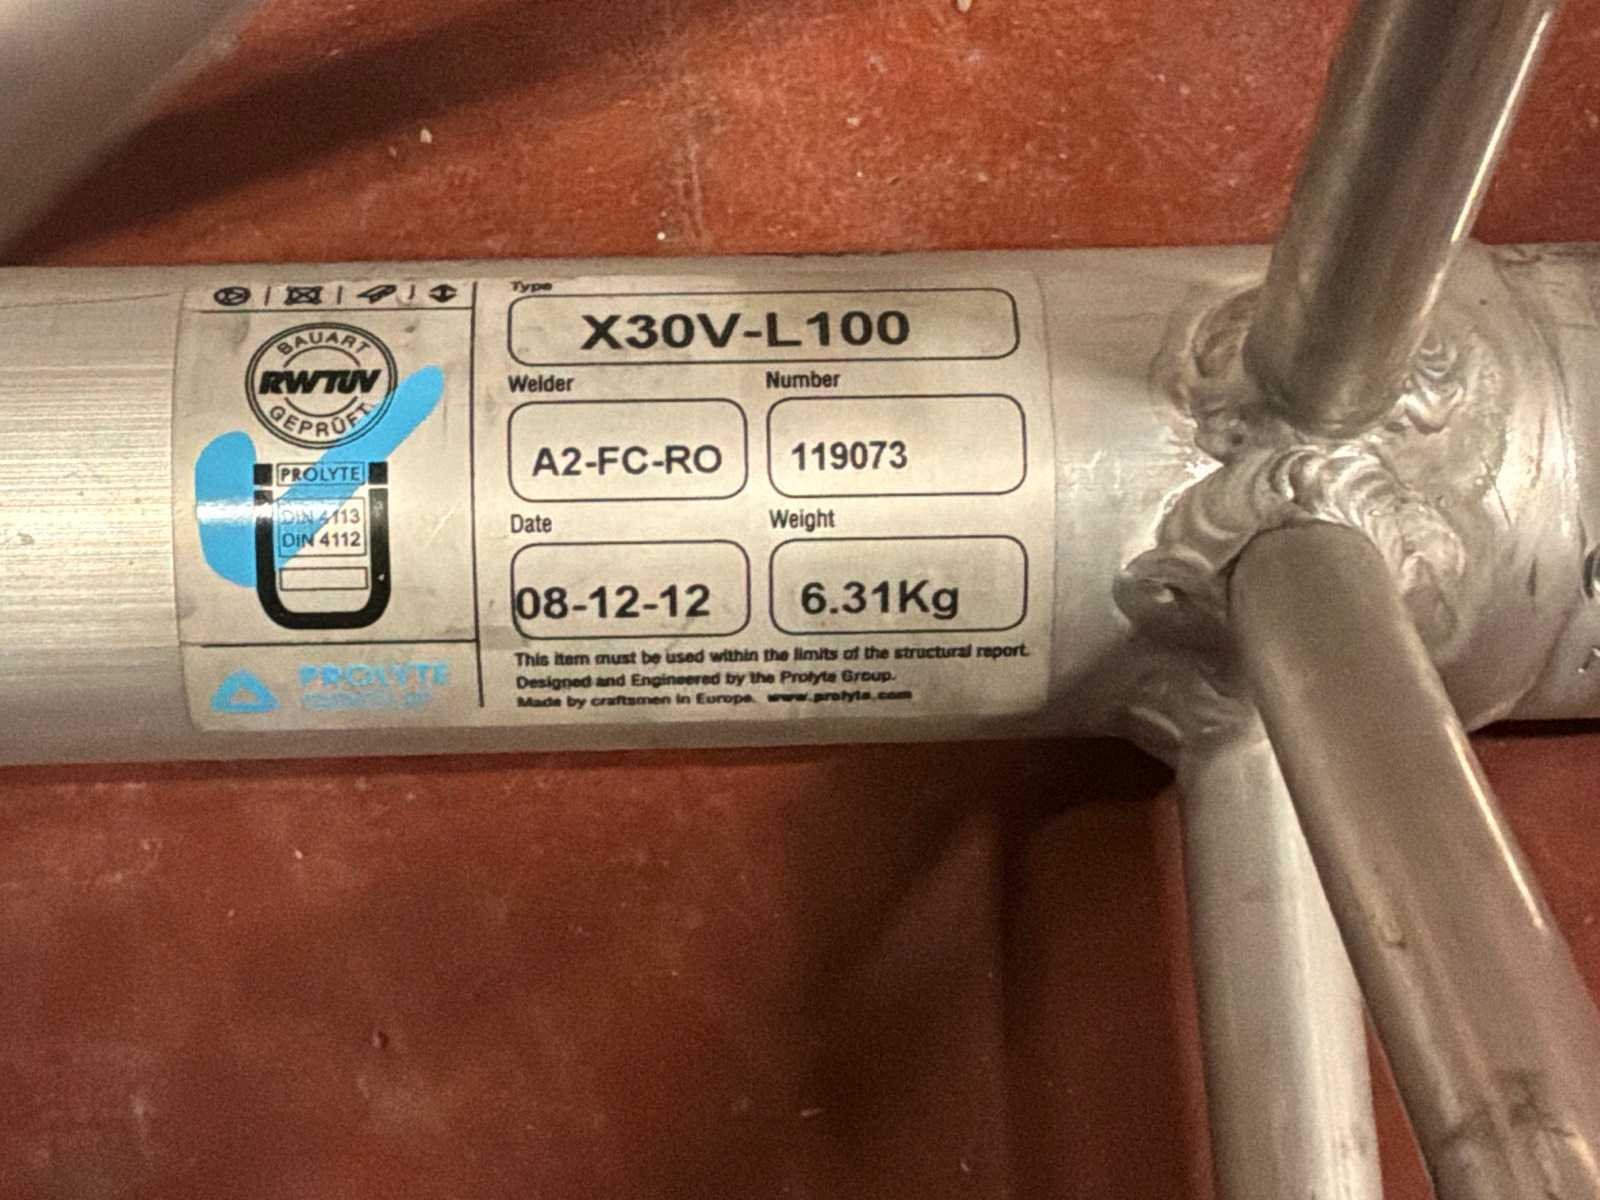 Type
X30V-L100
BAUART
RWTÜV
GEPRÜFT
Welder
Number
A2-FC-RO
119073
PROLYTE
DIN 4113
DIN 4112
Date
Weight
08-12-12
6.31Kg
This item must be used within the limits of the structural report.
Designed and Engineered by the Prolyte Group.
Made by craftsmen in Europe. www.prolyte.com
PROLYTE